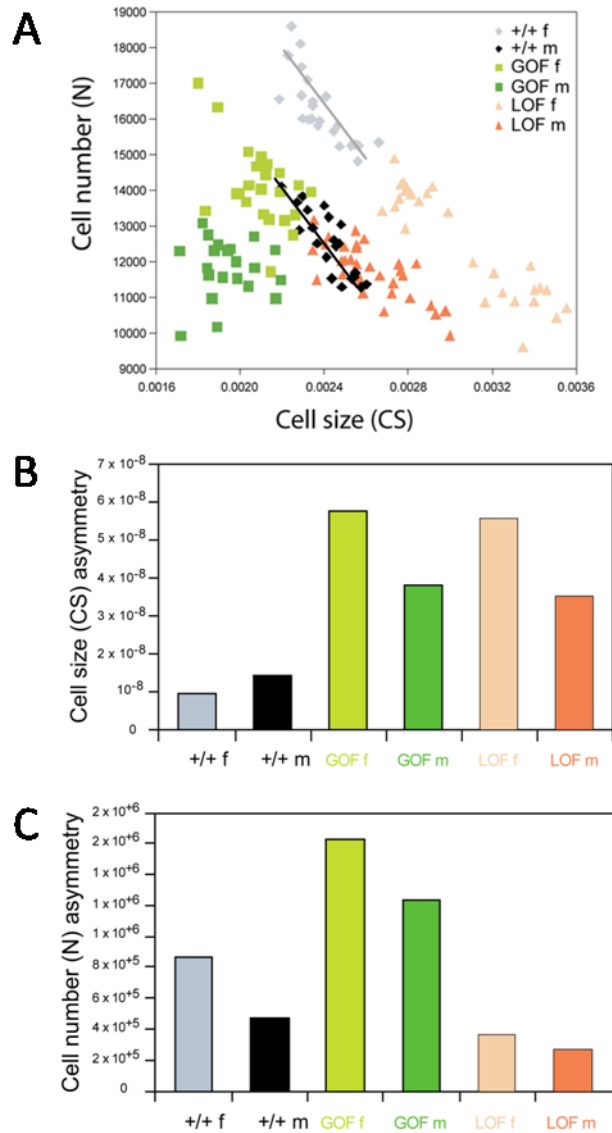 A
Cell number (N)
19000
18000
17000
16000
15000
14000
13000
12000
11000
10000
9000
+/+ f
+/+ m
GOF f
GOF m
LOF f
LOF m
0.0016 0.0020 0.0024 0.0028 0.0032 0.0036
Cell size (CS)
B
Cell size (CS) asymmetry
7 x 10-8
6 x 10-8
5 x 10-8
4 x 10-8
3 x 10-8
2 x 10-8
10-8
0
+/+ f +/+ m GOF f GOF m LOF f LOF m
C
Cell number (N) asymmetry
2 x 10+6
2 x 10+6
1 x 10+6
1 x 10+6
8 x 10+5
6 x 10+5
4 x 10+5
2 x 10+5
0
+/+ f +/+ m GOF f GOF m LOF f LOF m